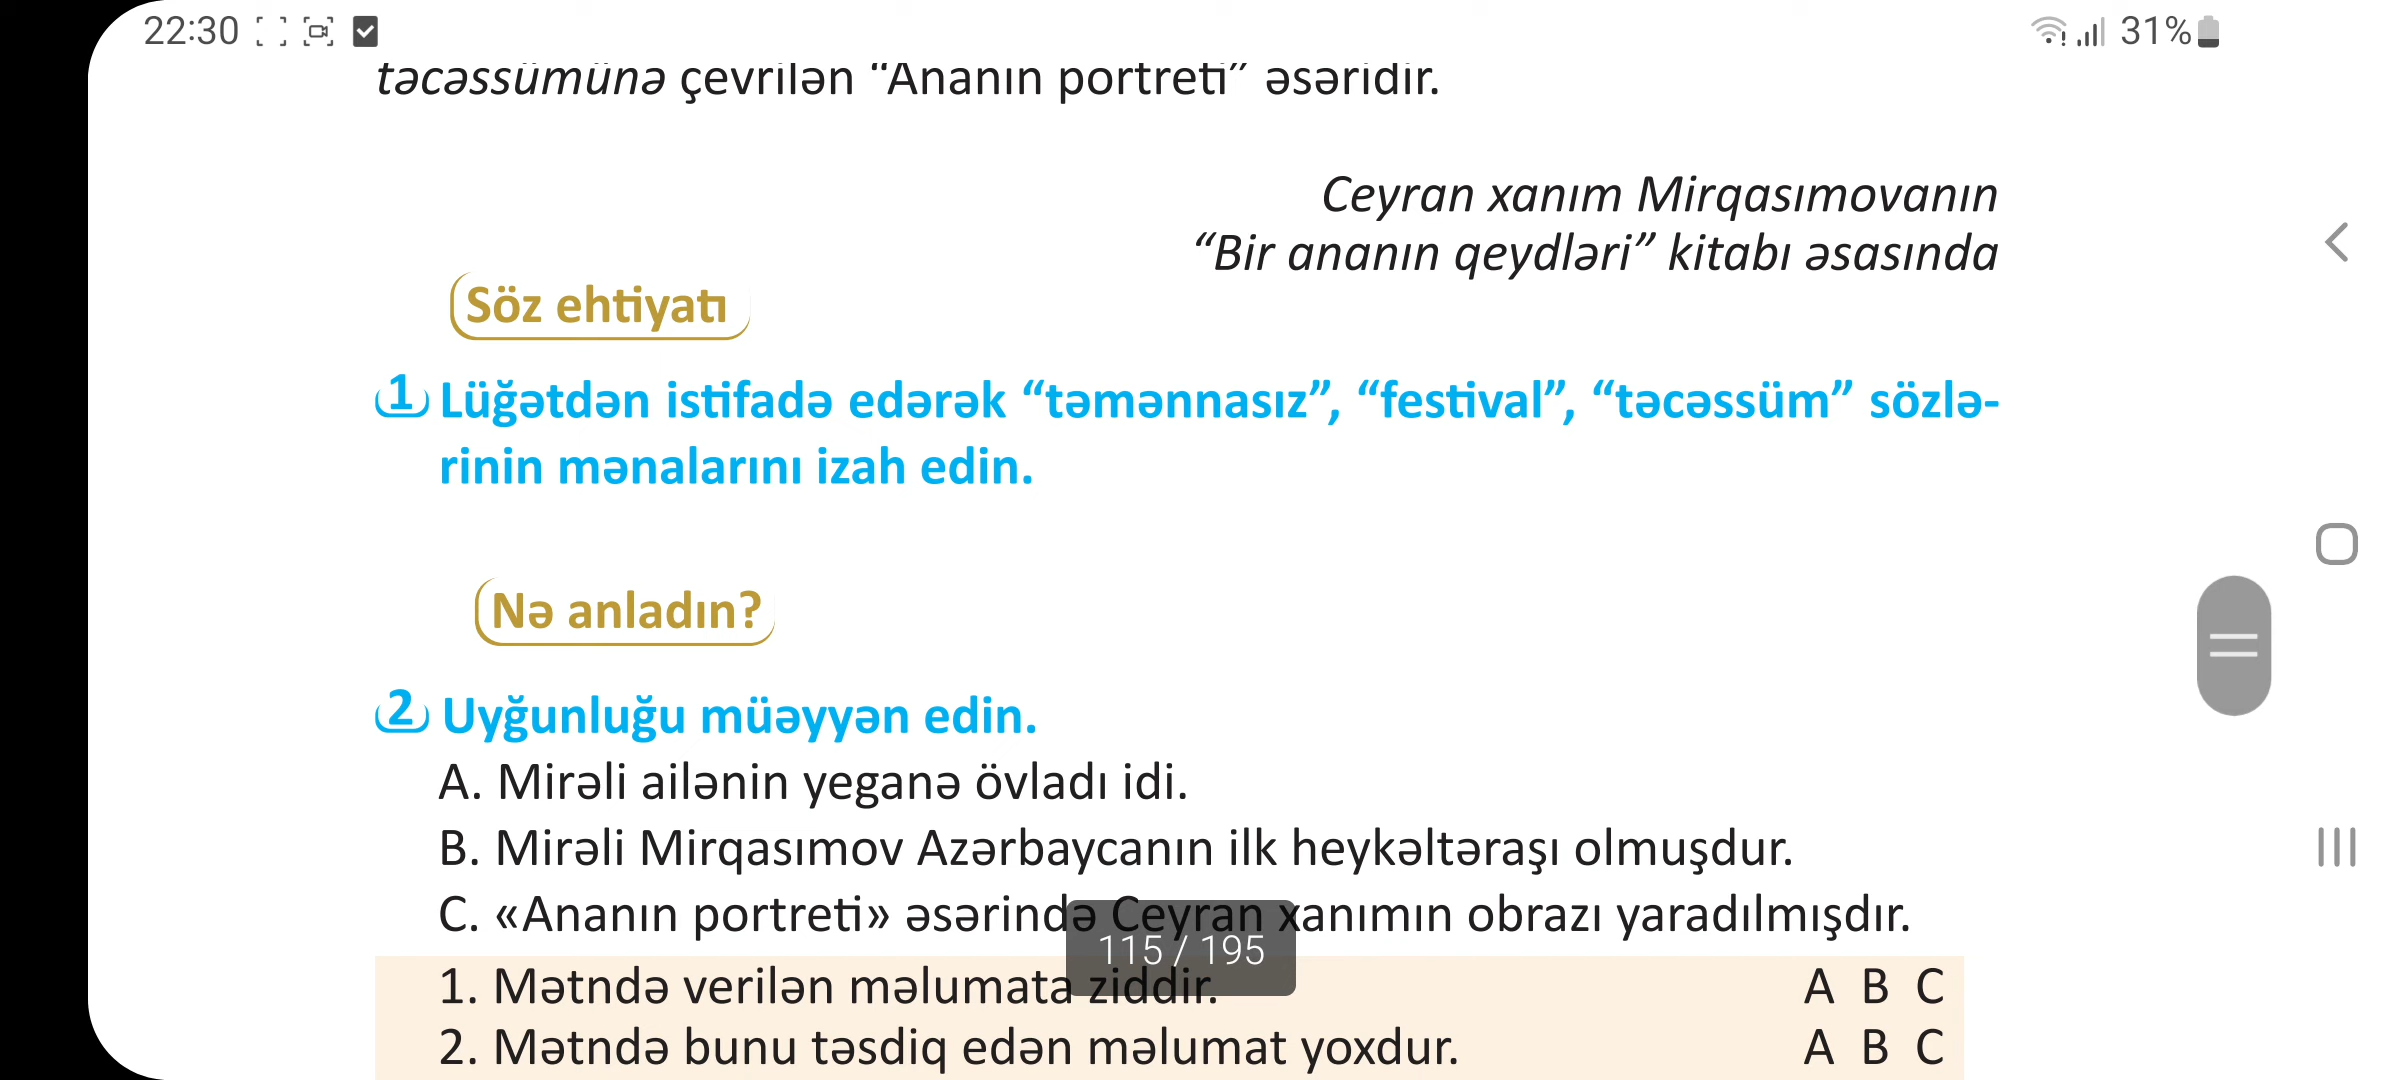 22:30
31%
təcəssümünə çevrilən “Ananın portreti” əsəridir.
Ceyran xanım Mirqasımovanın
“Bir ananın qeydləri” kitabı əsasında
Söz ehtiyatı
1 Lüğətdən istifadə edərək “təmənnasız”, “festival”, “təcəssüm” sözlə-
rinin mənalarını izah edin.
Nə anladın?
2 Uyğunluğu müəyyən edin.
A. Mirəli ailənin yeganə övladı idi.
B. Mirəli Mirqasımov Azərbaycanın ilk heykəltəraşı olmuşdur.
C. «Ananın portreti» əsərində Ceyran xanımın obrazı yaradılmışdır.
115 / 195
1. Mətndə verilən məlumata ziddir. A B C
2. Mətndə bunu təsdiq edən məlumat yoxdur. A B C